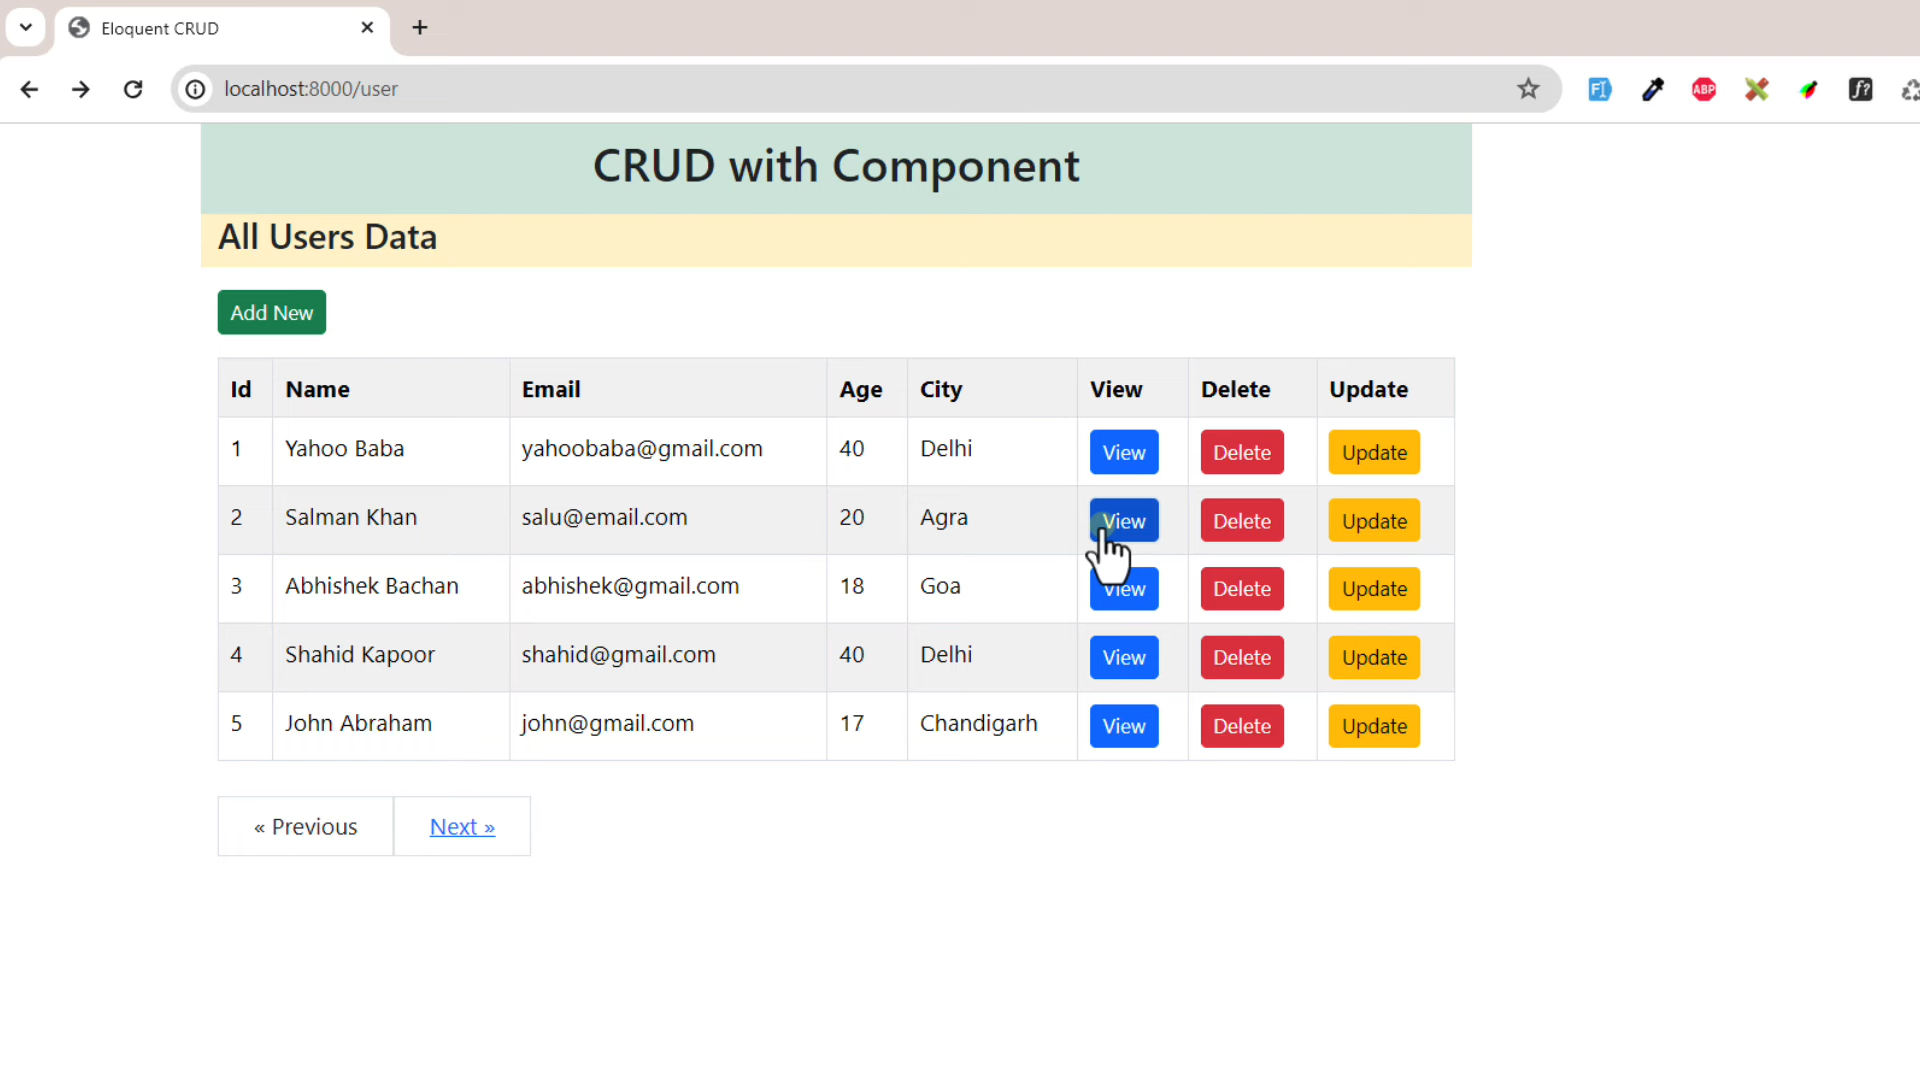 Eloquent CRUD
localhost:8000/user
FI ABP f?
CRUD with Component
All Users Data
Add New
Id Name Email Age City View Delete Update
1 Yahoo Baba yahoobaba@gmail.com 40 Delhi View Delete Update
2 Salman Khan salu@email.com 20 Agra View Delete Update
3 Abhishek Bachan abhishek@gmail.com 18 Goa View Delete Update
4 Shahid Kapoor shahid@gmail.com 40 Delhi View Delete Update
5 John Abraham john@gmail.com 17 Chandigarh View Delete Update
« Previous Next »